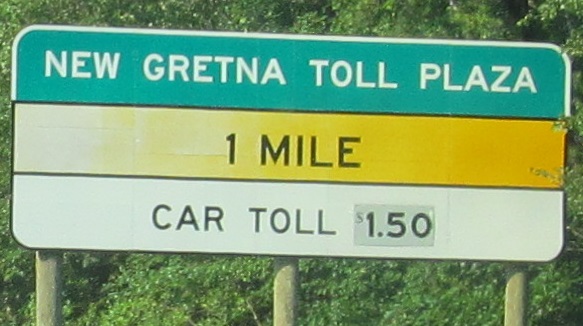 NEW GRETNA TOLL PLAZA
1 MILE
CAR TOLL $1.50